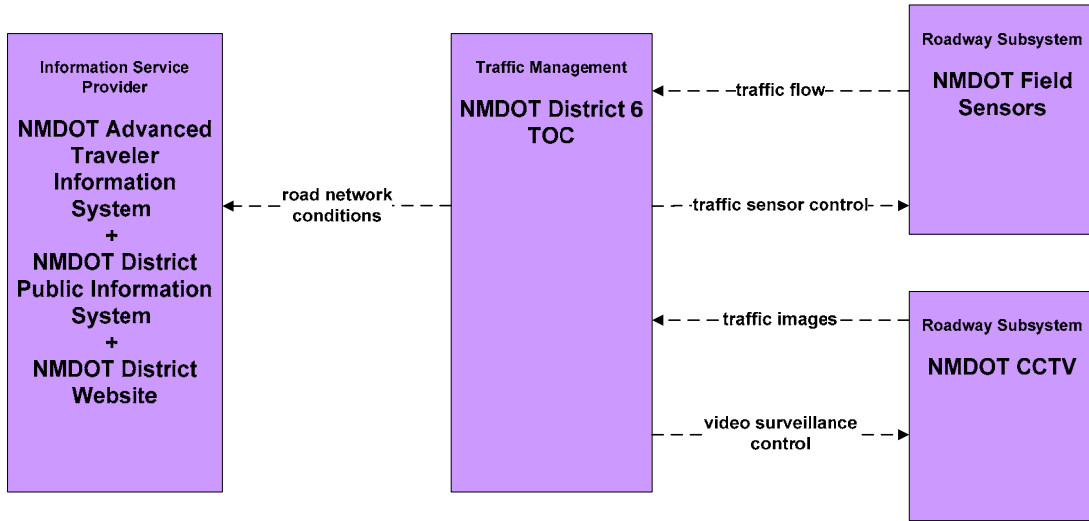 Information Service
Provider
NMDOT Advanced
Traveler
Information
System
+
NMDOT District
Public Information
System
+
NMDOT District
Website
road network
conditions
Traffic Management
NMDOT District 6
TOC
traffic flow
traffic sensor control
traffic images
video surveillance
control
Roadway Subsystem
NMDOT Field
Sensors
Roadway Subsystem
NMDOT CCTV